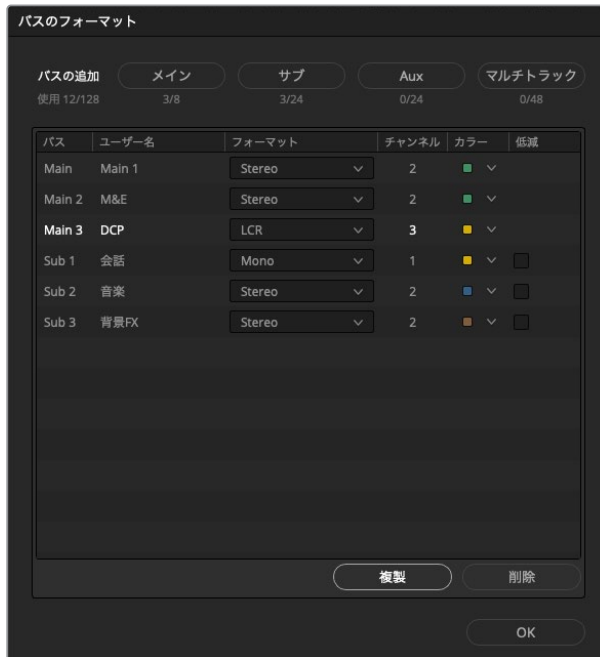 バスのフォーマット
バスの追加 メイン サブ Aux マルチトラック
使用 12/128 3/8 3/24 0/24 0/48
バス ユーザー名 フォーマット チャンネル カラー 低減
Main Main 1 Stereo 2
Main 2 M&E Stereo 2
Main 3 DCP LCR 3
Sub 1 会話 Mono 1
Sub 2 音楽 Stereo 2
Sub 3 背景FX Stereo 2
複製 削除
OK